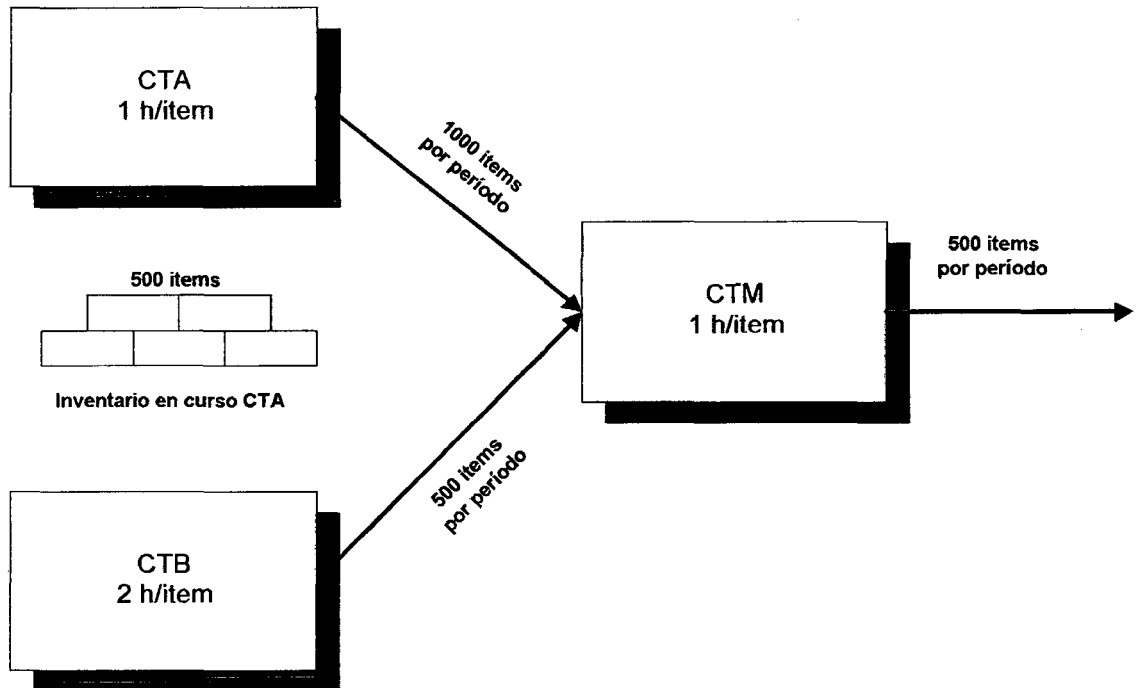 CTA
1 h/item
1000 items
por período
500 items
Inventario en curso CTA
CTM
1 h/item
500 items
por período
500 items
por período
CTB
2 h/item